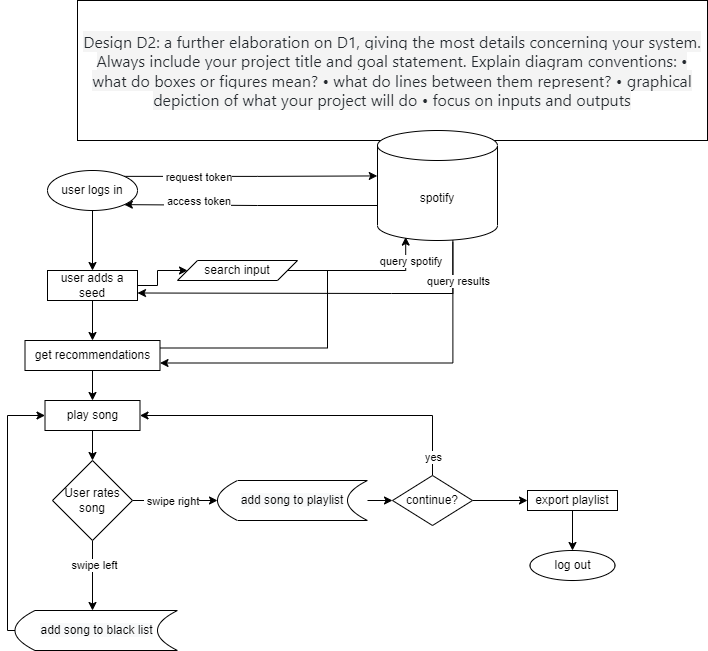 Design D2: a further elaboration on D1, giving the most details concerning your system.
Always include your project title and goal statement. Explain diagram conventions: •
what do boxes or figures mean? • what do lines between them represent? • graphical
depiction of what your project will do • focus on inputs and outputs
request token
user logs in
spotify
access token
query spotify
search input
user adds a
seed
query results
get recommendations
play song
yes
User rates
song
swipe right
add song to playlist
continue?
export playlist
swipe left
log out
add song to black list